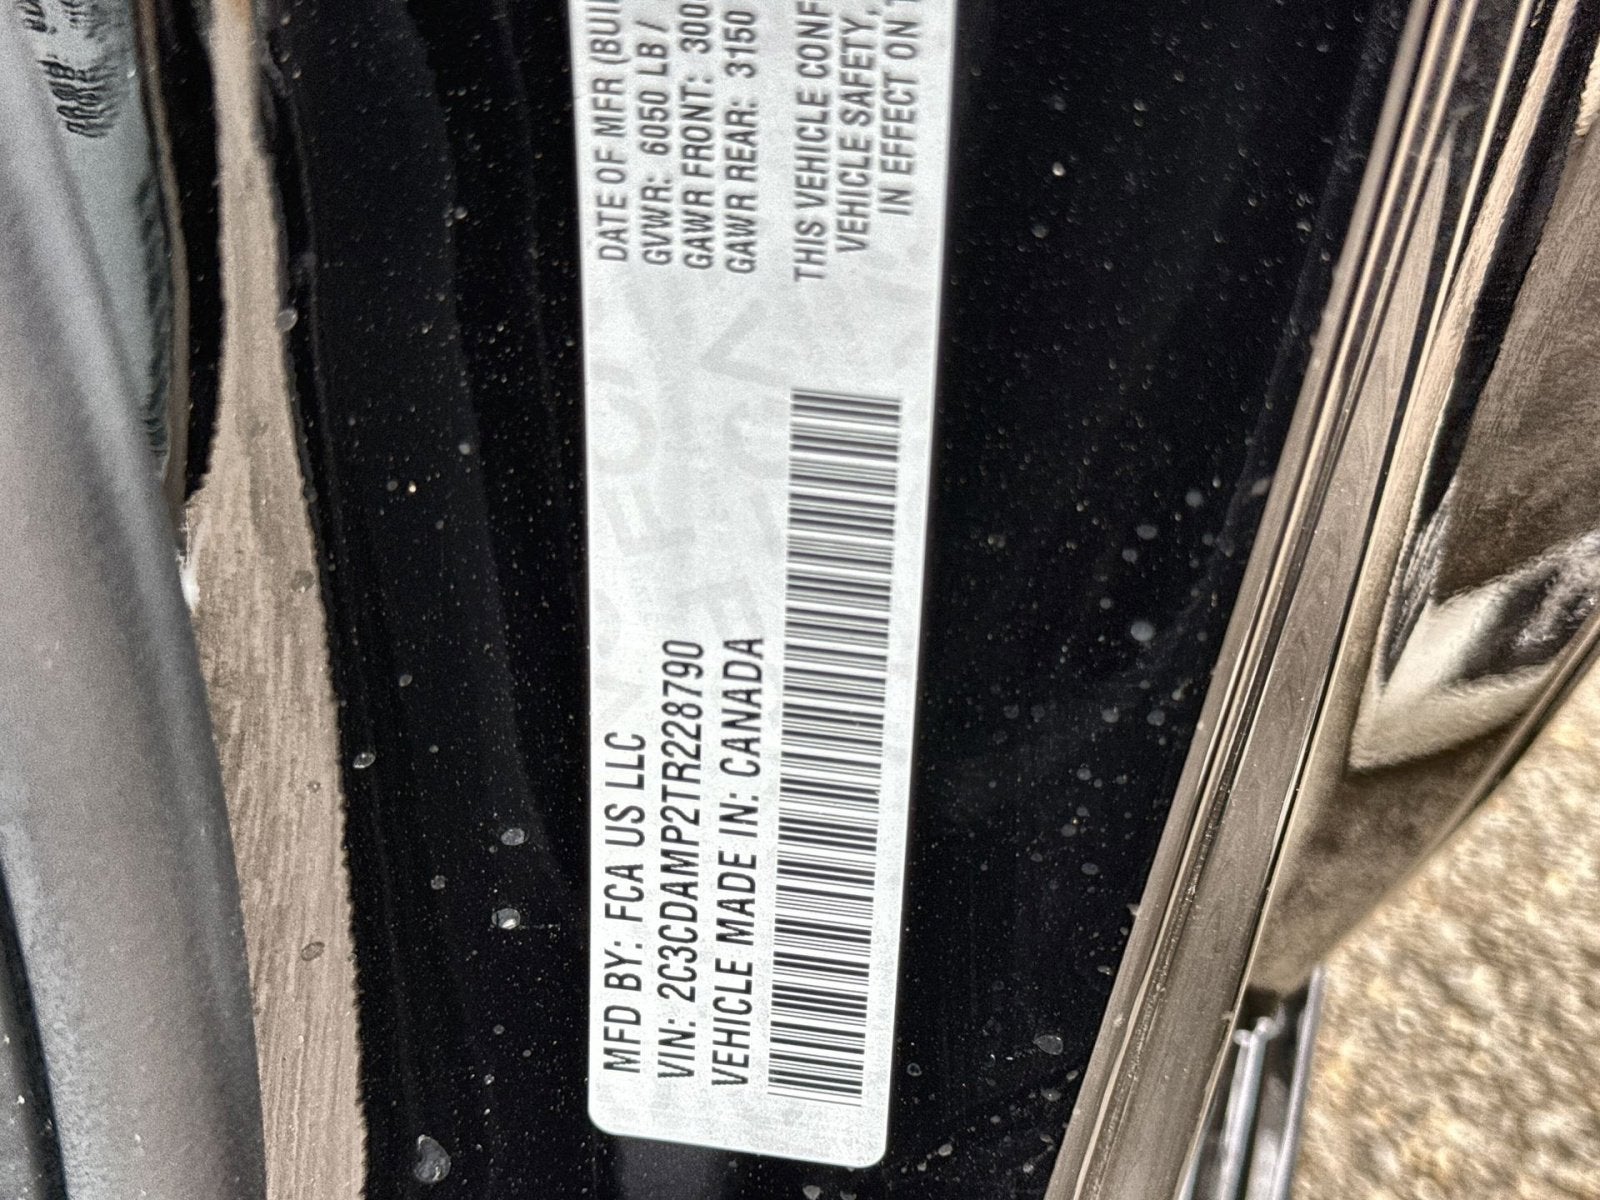 MFD BY: FCA US LLC
VIN: 2C3CDAMP2TR228790
VEHICLE MADE IN: CANADA
DATE OF MFR (BUI
GVWR: 6050 LB /
GAWR FRONT: 300
GAWR REAR: 3150
THIS VEHICLE CONF
VEHICLE SAFETY,
IN EFFECT ON T